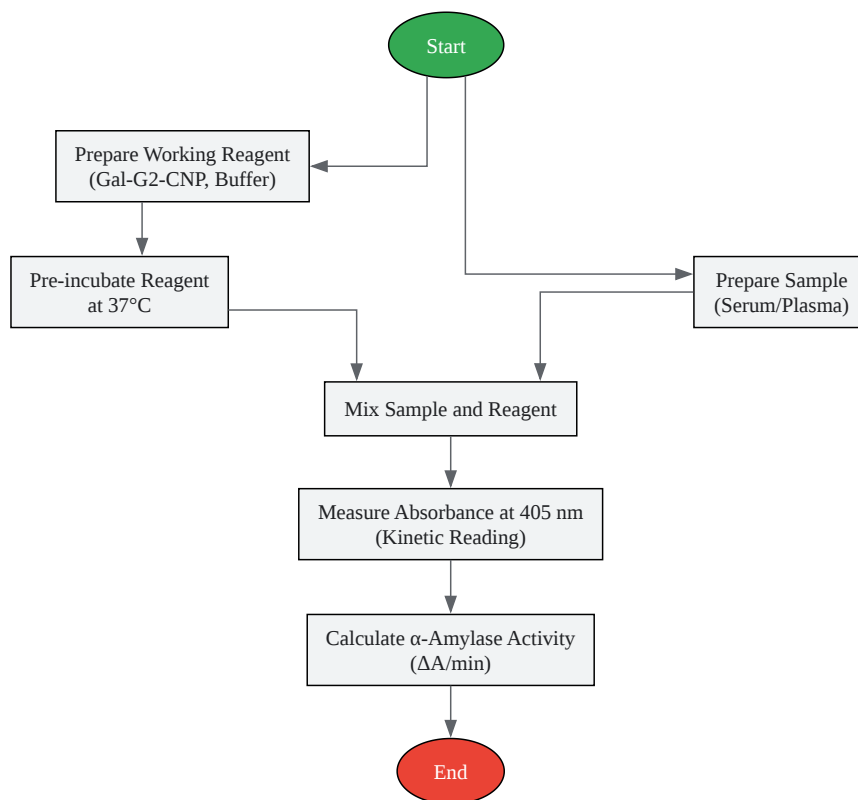 Start
Prepare Working Reagent
(Gal-G2-CNP, Buffer)
Pre-incubate Reagent
at 37°C
Prepare Sample
(Serum/Plasma)
Mix Sample and Reagent
Measure Absorbance at 405 nm
(Kinetic Reading)
Calculate α-Amylase Activity
(ΔA/min)
End